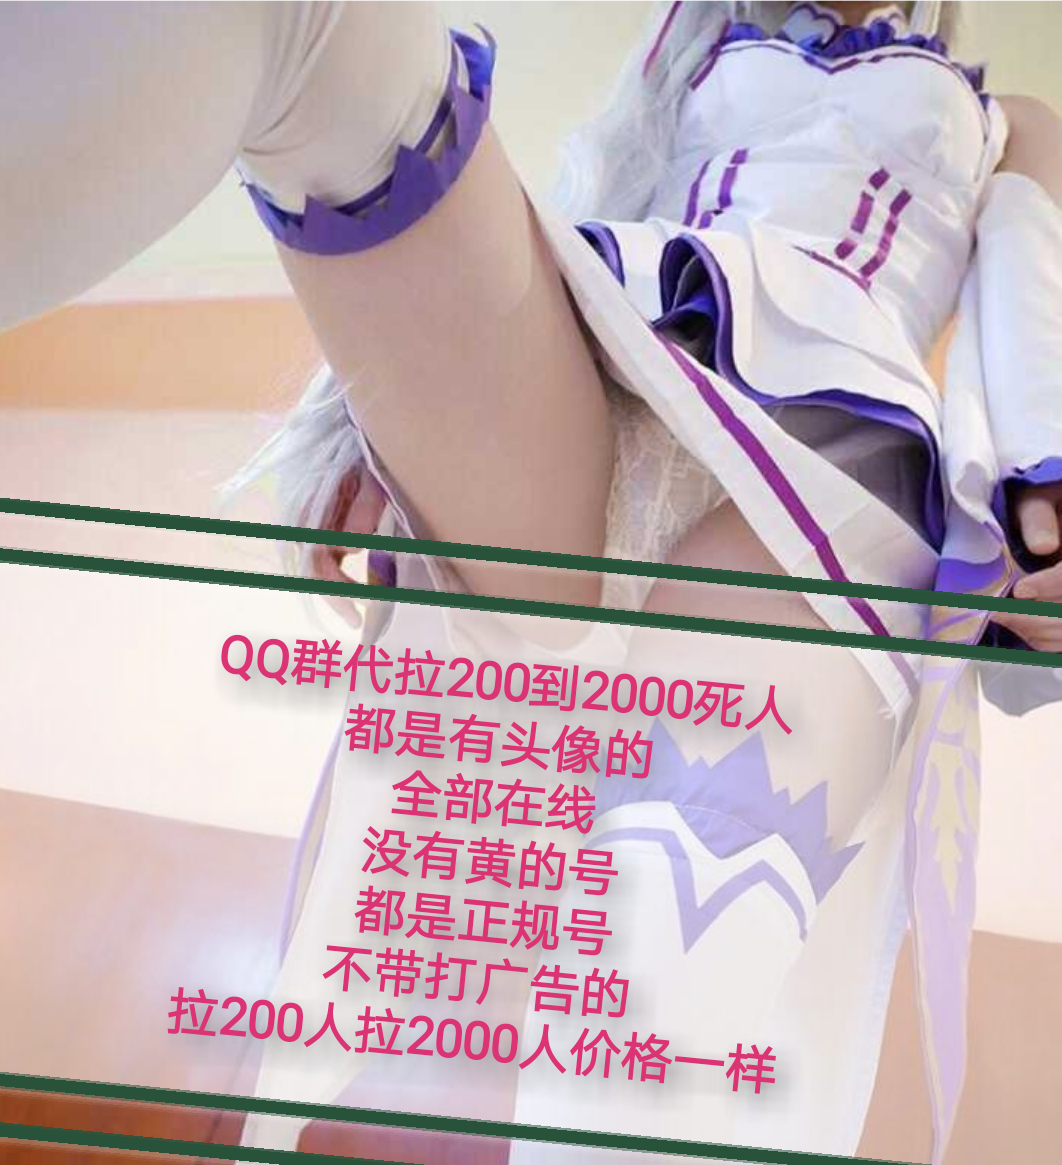 QQ群代拉200到2000死人
都是有头像的
全部在线
没有黄的号
都是正规号
不带打广告的
拉200人拉2000人价格一样